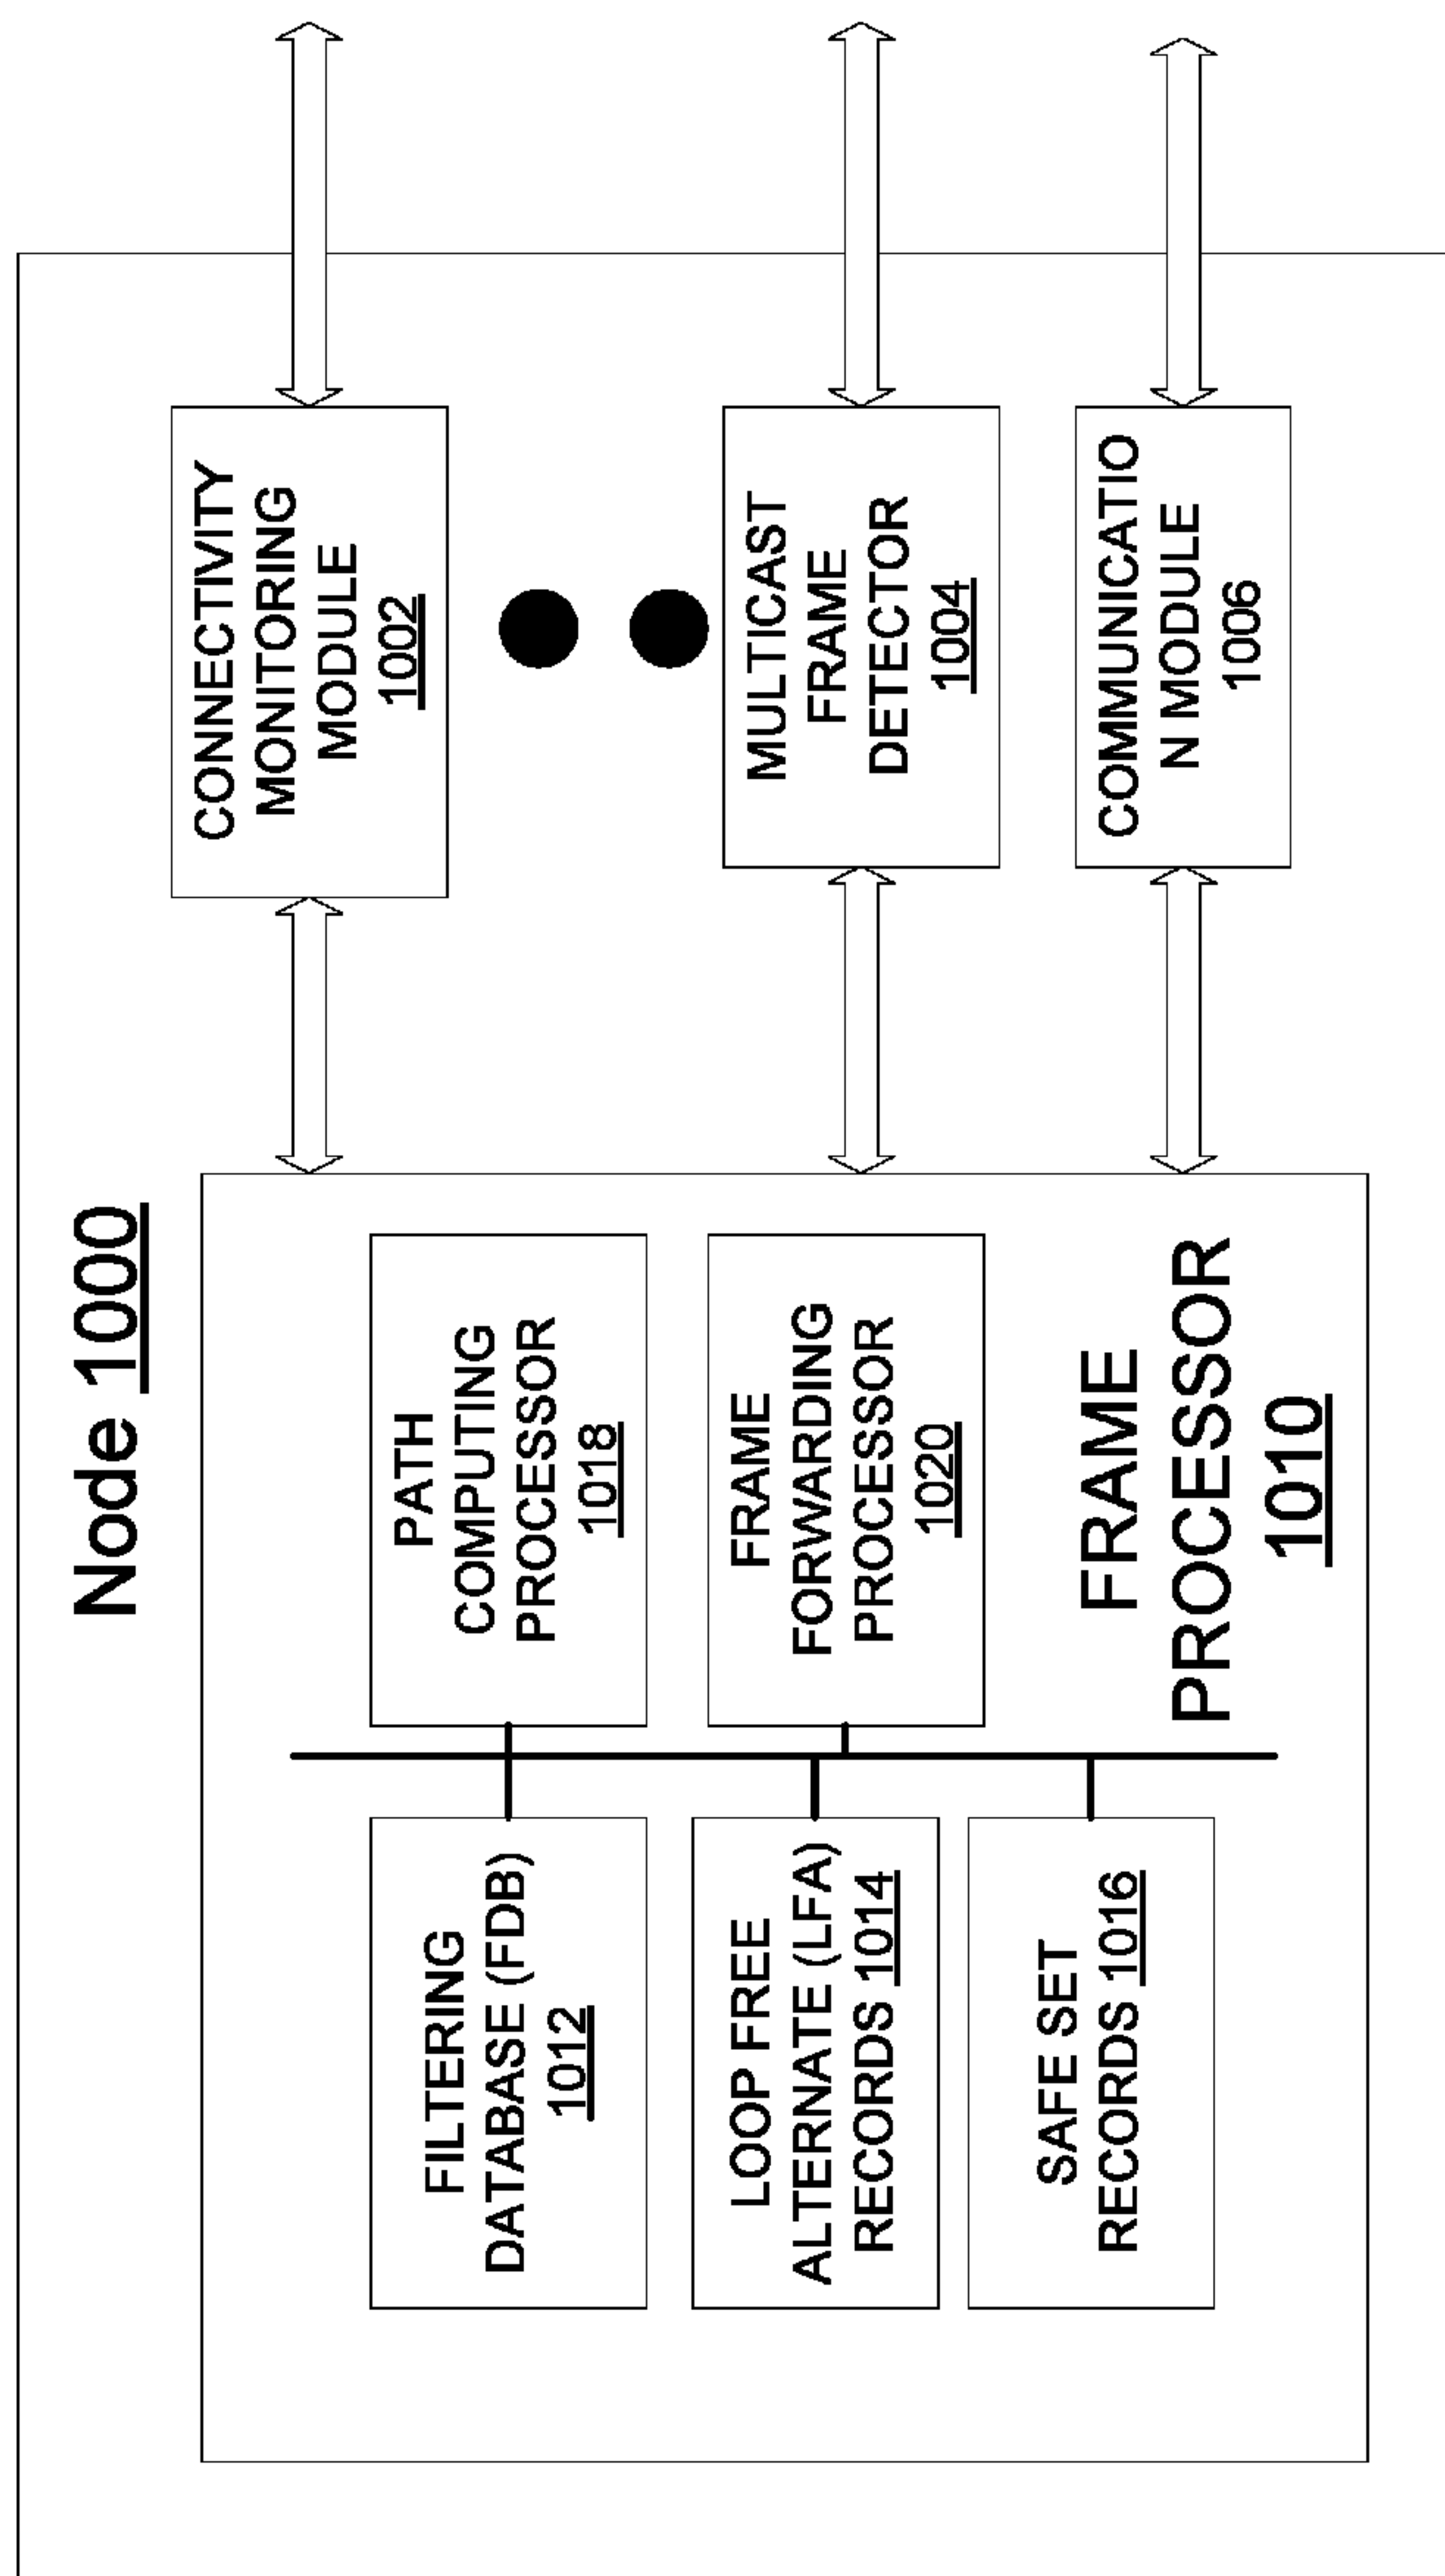 Node 1000
CONNECTIVITY
MONITORING
MODULE
1002
MULTICAST
FRAME
DETECTOR
1004
COMMUNICATIO
N MODULE
1006
PATH
COMPUTING
PROCESSOR
1018
FRAME
FORWARDING
PROCESSOR
1020
FRAME
PROCESSOR
1010
FILTERING
DATABASE (FDB)
1012
LOOP FREE
ALTERNATE (LFA)
RECORDS 1014
SAFE SET
RECORDS 1016